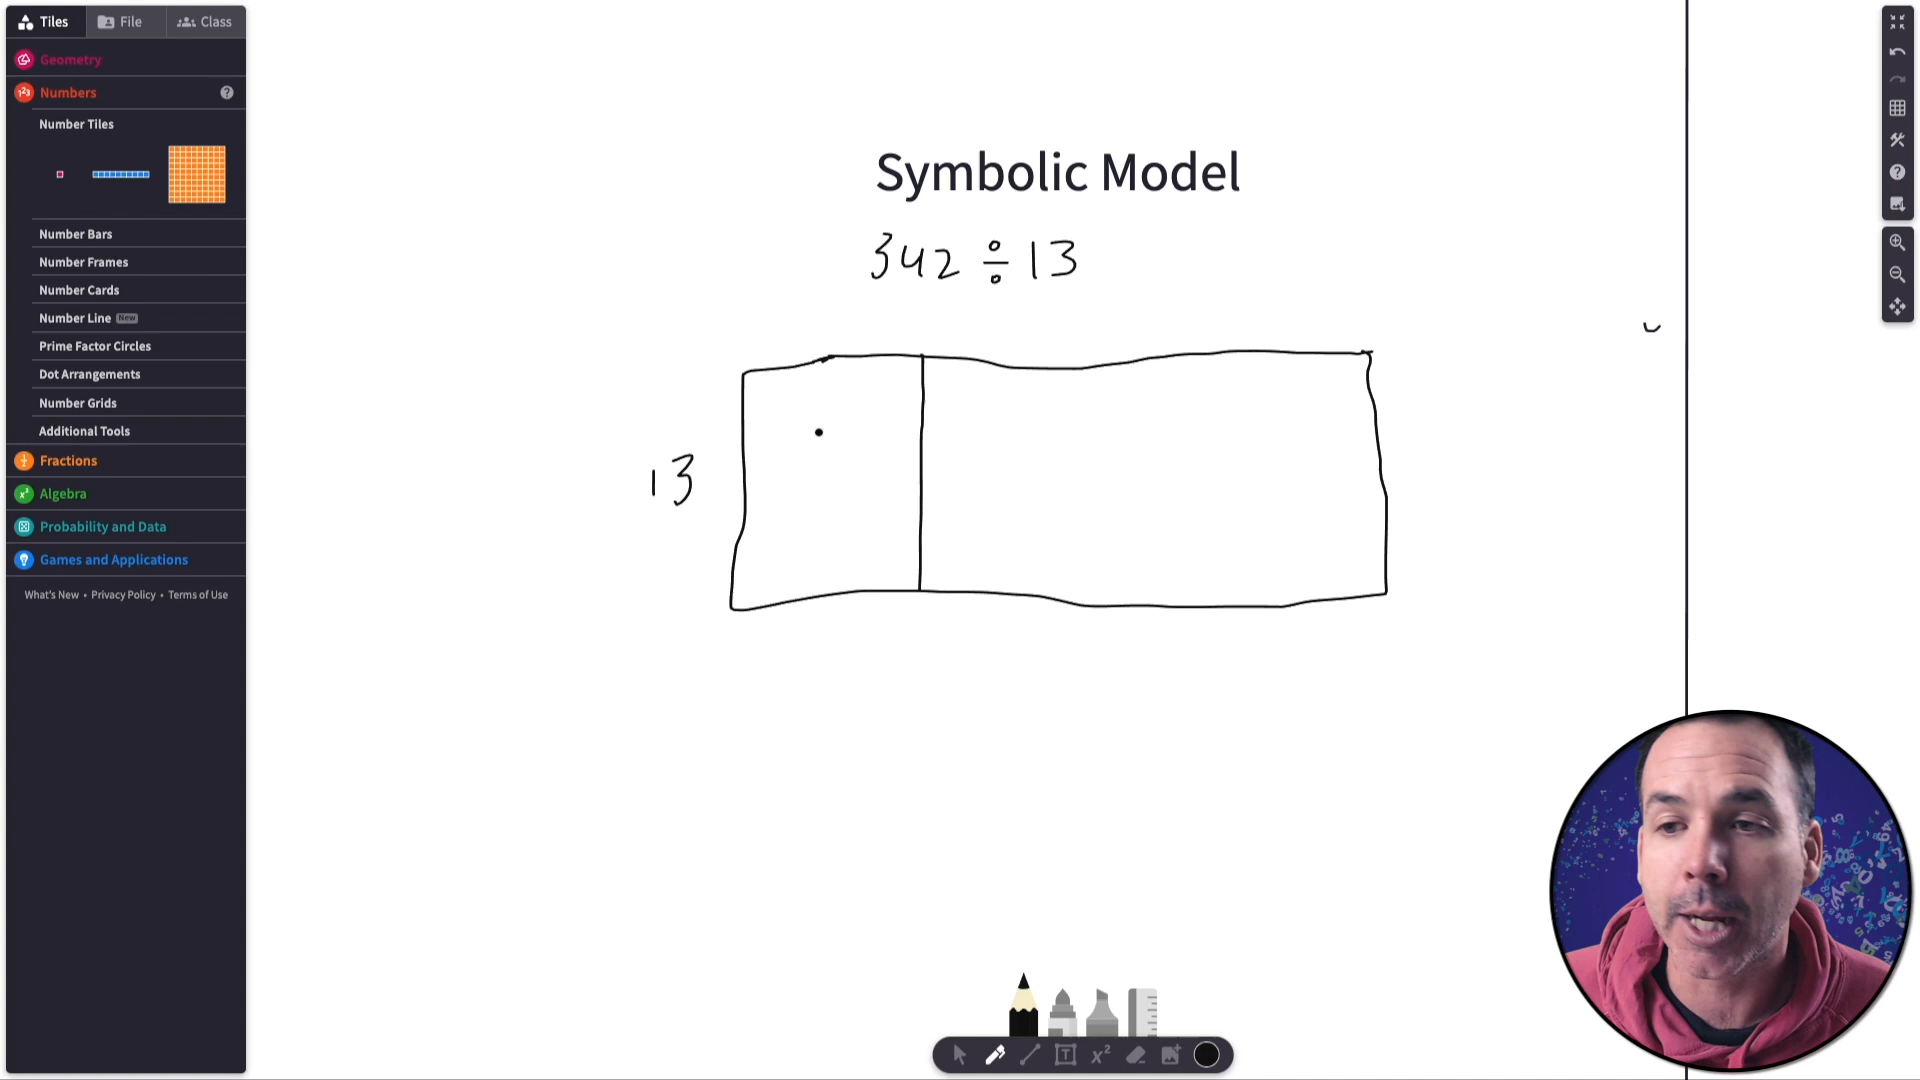 Tiles
File
Class
Geometry
Numbers
?
Number Tiles
Number Bars
Number Frames
Number Cards
Number Line New
Prime Factor Circles
Dot Arrangements
Number Grids
Additional Tools
Fractions
Algebra
Probability and Data
Games and Applications
What's New • Privacy Policy • Terms of Use
Symbolic Model
342 ÷ 13
13